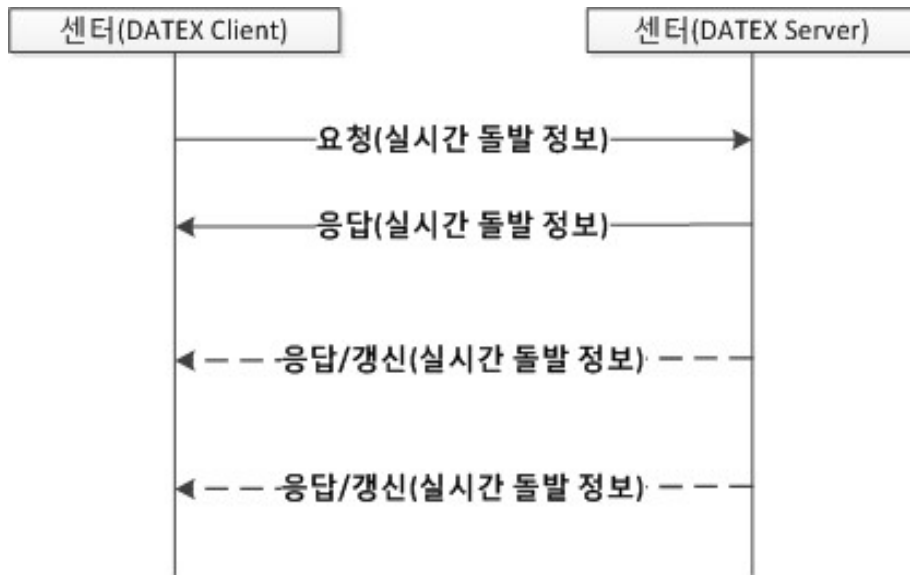 센터(DATEX Client)
센터(DATEX Server)
요청(실시간 돌발 정보)
응답(실시간 돌발 정보)
응답/갱신(실시간 돌발 정보)
응답/갱신(실시간 돌발 정보)